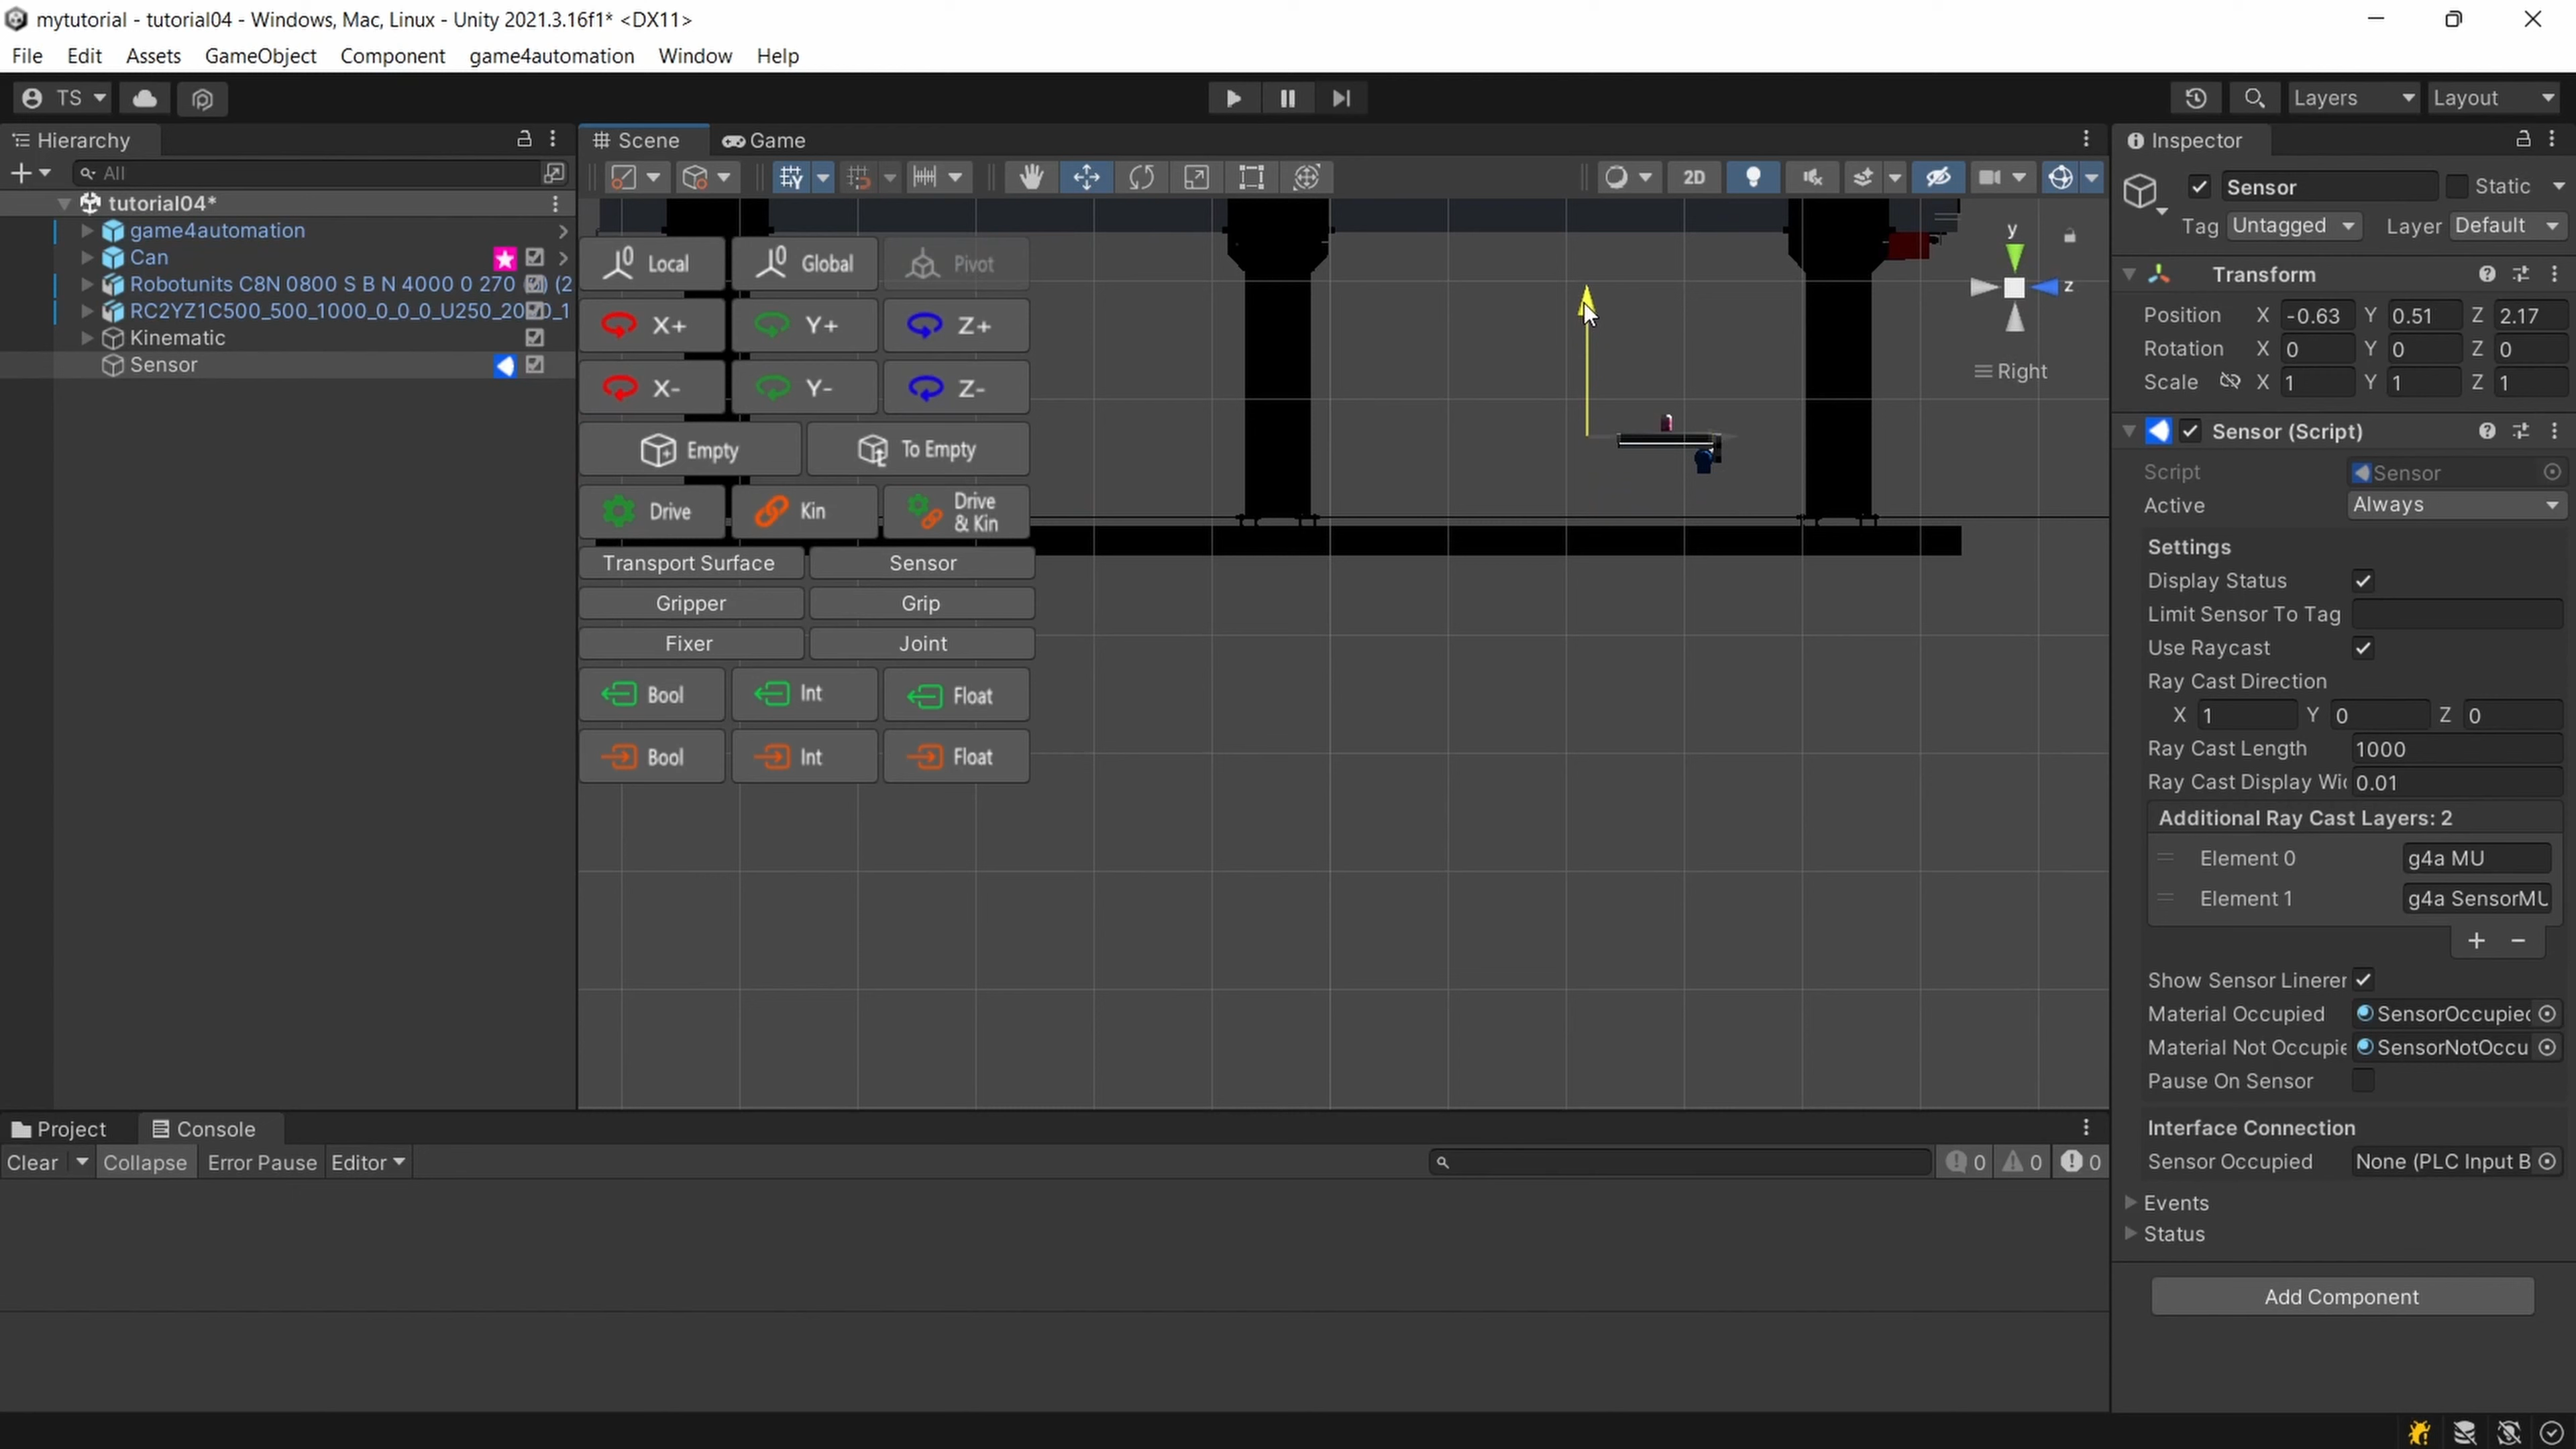 mytutorial - tutorial04 - Windows, Mac, Linux - Unity 2021.3.16f1* <DX11>
File Edit Assets GameObject Component game4automation Window Help
TS Layers Layout
Hierarchy
All
tutorial04*
game4automation
Can
Robotunits C8N 0800 S B N 4000 0 270 (2
RC2YZ1C500_500_1000_0_0_0_U250_20 0_1
Kinematic
Sensor
Scene Game
2D
Local Global Pivot
X+ Y+ Z+
X- Y- Z-
Empty To Empty
Drive Kin Drive & Kin
Transport Surface Sensor
Gripper Grip
Fixer Joint
Bool Int Float
Bool Int Float
y
z
Right
Inspector
Sensor Static
Tag Untagged Layer Default
Transform
Position X -0.63 Y 0.51 Z 2.17
Rotation X 0 Y 0 Z 0
Scale X 1 Y 1 Z 1
Sensor (Script)
Script Sensor
Active Always
Settings
Display Status
Limit Sensor To Tag
Use Raycast
Ray Cast Direction
X 1 Y 0 Z 0
Ray Cast Length 1000
Ray Cast Display Wi 0.01
Additional Ray Cast Layers: 2
Element 0 g4a MU
Element 1 g4a SensorMU
+ −
Show Sensor Linerer
Material Occupied SensorOccupied
Material Not Occupie SensorNotOccu
Pause On Sensor
Interface Connection
Sensor Occupied None (PLC Input B
Events
Status
Add Component
Project Console
Clear Collapse Error Pause Editor
0 0 0